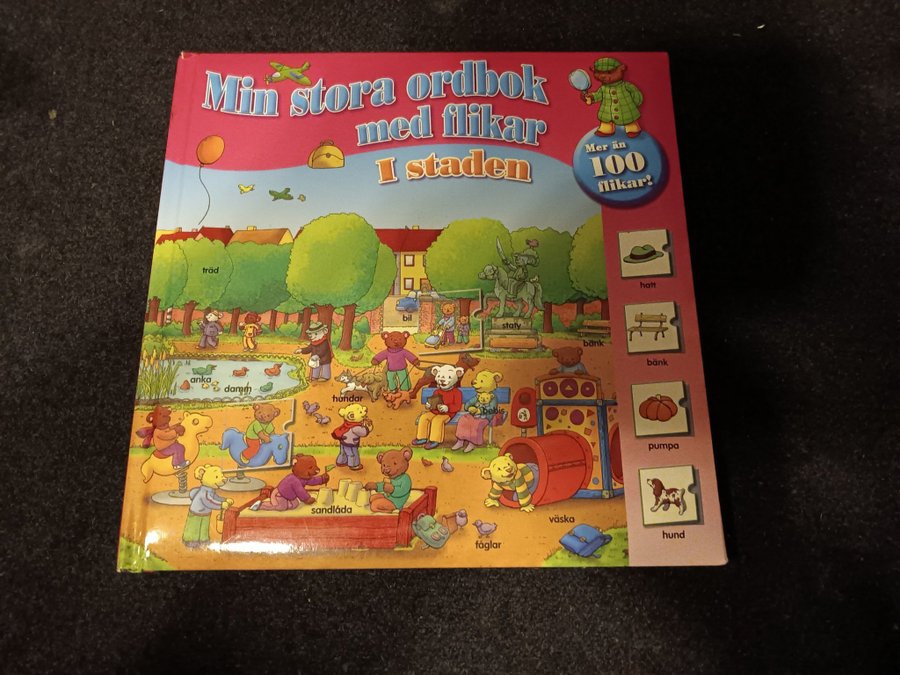 Min stora ordbok
med flikar
I staden
Mer än
100
flikar!
träd
bil
staty
bänk
anka
damm
hundar
bebis
sandlåda
fåglar
väska
hatt
bänk
pumpa
hund